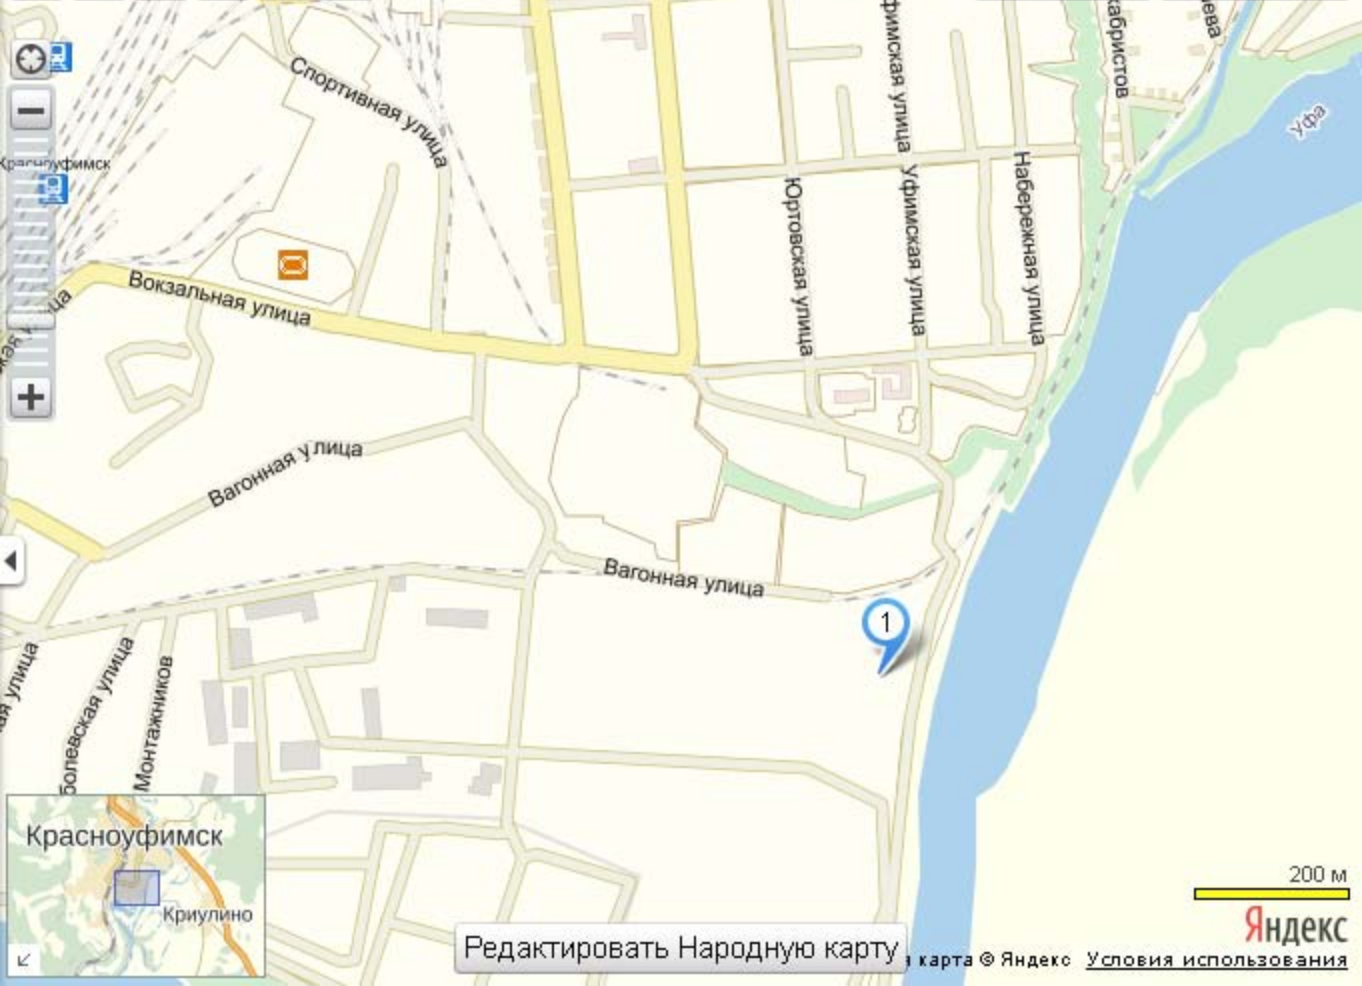 Спортивная улица
Уфимская улица
Уфа
Красноуфимск
Юртовская улица
Уфимская улица
Набережная улица
Вокзальная улица
Вагонная улица
Вагонная улица
1
улица
Монтажников
Красноуфимск
Криулино
200 м
Яндекс
Редактировать Народную карту
карта © Яндекс Условия использования